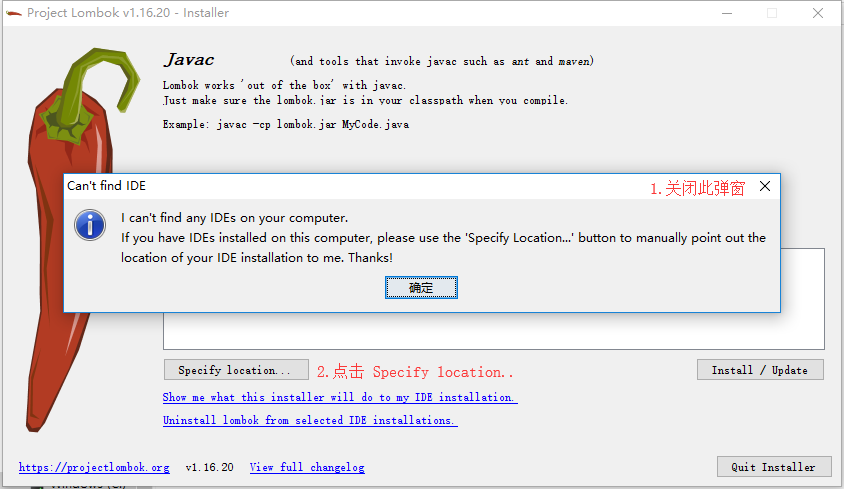 Project Lombok v1.16.20 - Installer
Javac (and tools that invoke javac such as ant and maven)
Lombok works 'out of the box' with javac.
Just make sure the lombok.jar is in your classpath when you compile.
Example: javac -cp lombok.jar MyCode.java
Can't find IDE 1.关闭此弹窗
I can't find any IDEs on your computer.
If you have IDEs installed on this computer, please use the 'Specify Location...' button to manually point out the
location of your IDE installation to me. Thanks!
确定
Specify location... 2.点击 Specify location.. Install / Update
Show me what this installer will do to my IDE installation.
Uninstall lombok from selected IDE installations.
https://projectlombok.org v1.16.20 View full changelog Quit Installer